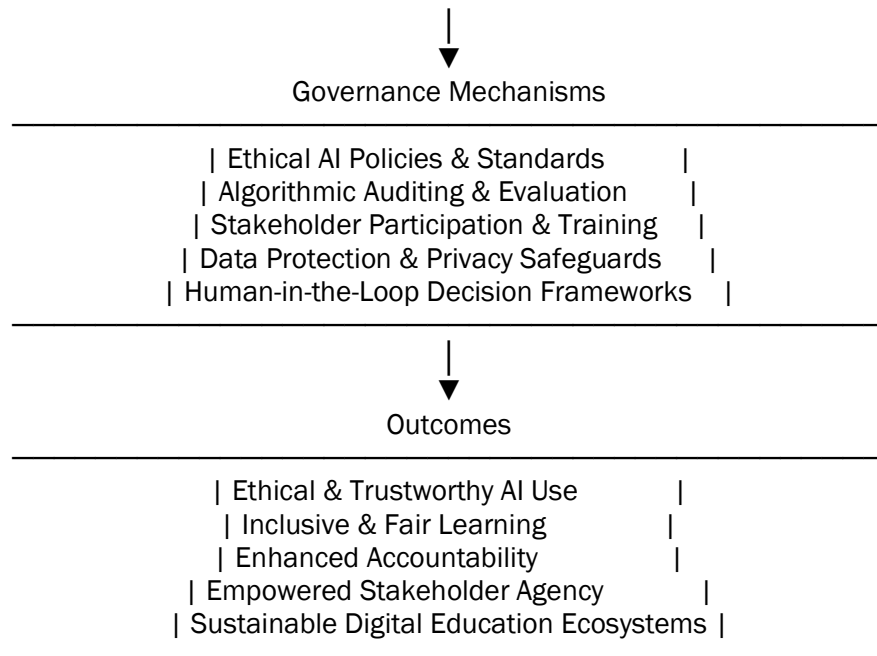 Governance Mechanisms
| Ethical AI Policies & Standards |
| Algorithmic Auditing & Evaluation |
| Stakeholder Participation & Training |
| Data Protection & Privacy Safeguards |
| Human-in-the-Loop Decision Frameworks |
Outcomes
| Ethical & Trustworthy AI Use |
| Inclusive & Fair Learning |
| Enhanced Accountability |
| Empowered Stakeholder Agency |
| Sustainable Digital Education Ecosystems |